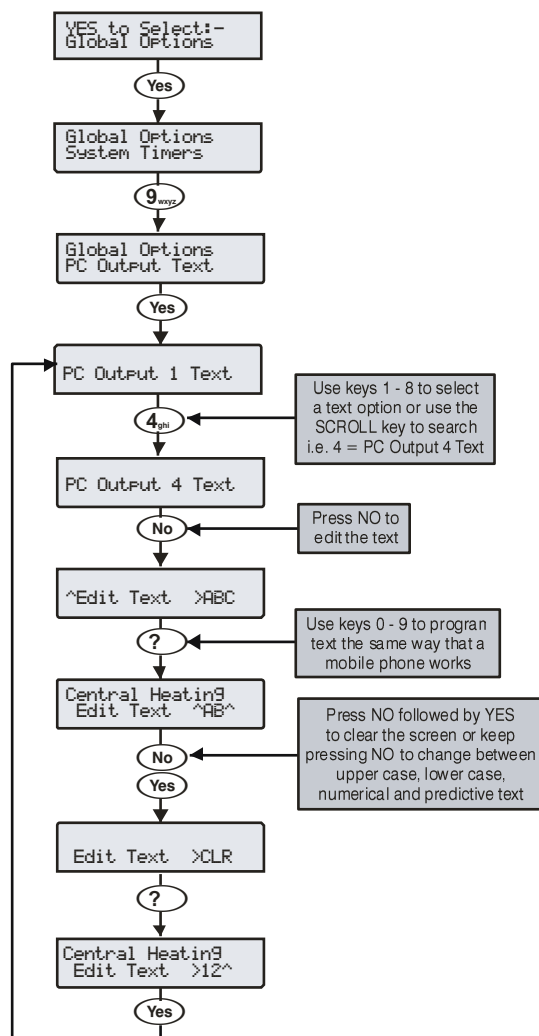 YES to Select:-
Global Options
Yes
Global Options
System Timers
9wxyz
Global Options
PC Output Text
Yes
PC Output 1 Text
4ghi
Use keys 1 - 8 to select
a text option or use the
SCROLL key to search
i.e. 4 = PC Output 4 Text
PC Output 4 Text
No
Press NO to
edit the text
^Edit Text >ABC
?
Use keys 0 - 9 to progran
text the same way that a
mobile phone works
Central Heating
Edit Text ^AB^
No
Yes
Press NO followed by YES
to clear the screen or keep
pressing NO to change between
upper case, lower case,
numerical and predictive text
Edit Text >CLR
?
Central Heating
Edit Text >12^
Yes